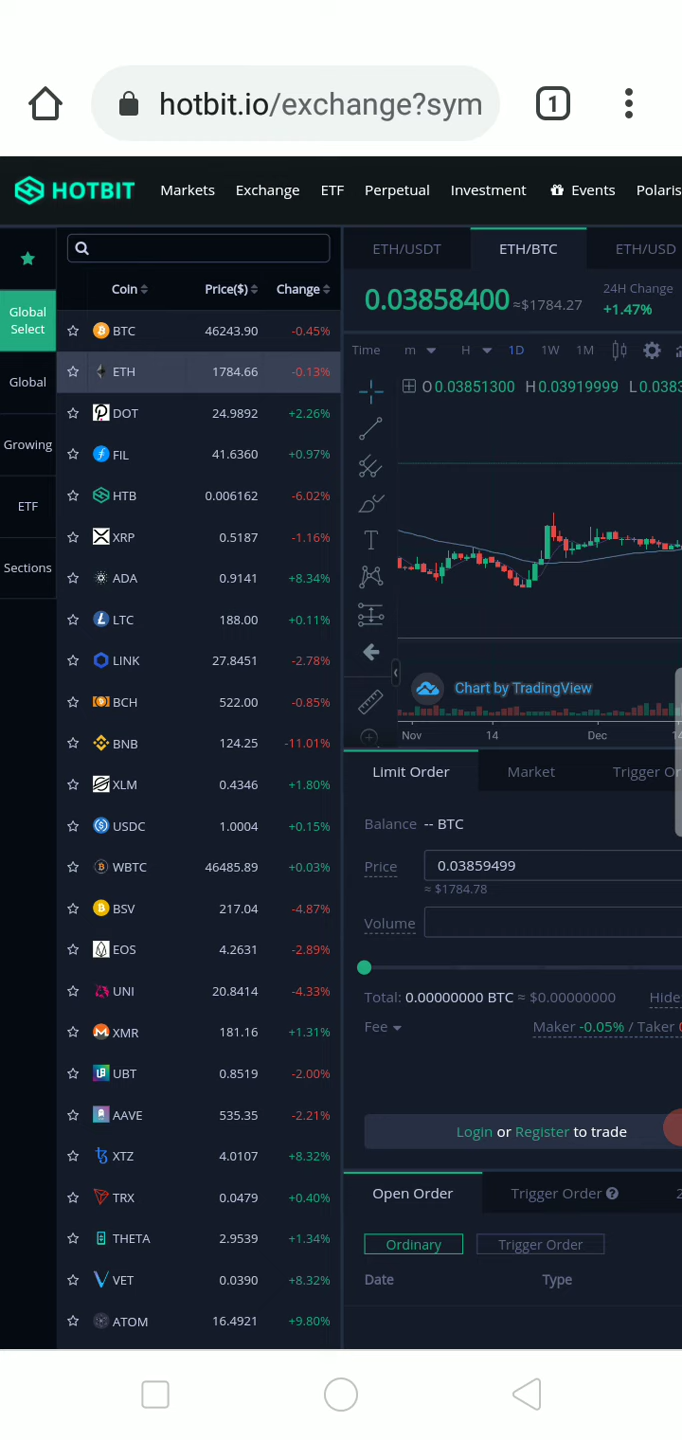 hotbit.io/exchange?sym
1
HOTBIT Markets Exchange ETF Perpetual Investment Events Polaris
ETH/USDT ETH/BTC ETH/USD
Coin Price($) Change
0.03858400 ≈$1784.27
24H Change
+1.47%
Global
Select
Global
Growing
ETF
Sections
BTC 46243.90 -0.45%
ETH 1784.66 -0.13%
DOT 24.9892 +2.26%
FIL 41.6360 +0.97%
HTB 0.006162 -6.02%
XRP 0.5187 -1.16%
ADA 0.9141 +8.34%
LTC 188.00 +0.11%
LINK 27.8451 -2.78%
BCH 522.00 -0.85%
BNB 124.25 -11.01%
XLM 0.4346 +1.80%
USDC 1.0004 +0.15%
WBTC 46485.89 +0.03%
BSV 217.04 -4.87%
EOS 4.2631 -2.89%
UNI 20.8414 -4.33%
XMR 181.16 +1.31%
UBT 0.8519 -2.00%
AAVE 535.35 -2.21%
XTZ 4.0107 +8.32%
TRX 0.0479 +0.40%
THETA 2.9539 +1.34%
VET 0.0390 +8.32%
ATOM 16.4921 +9.80%
Time m H 1D 1W 1M
O 0.03851300 H 0.03919999 L 0.038
Chart by TradingView
Nov 14 Dec
Limit Order Market Trigger Or
Balance -- BTC
Price 0.03859499
≈ $1784.78
Volume
Total: 0.00000000 BTC ≈ $0.00000000 Hide
Fee Maker -0.05% / Taker
Login or Register to trade
Open Order Trigger Order 2
Ordinary Trigger Order
Date Type